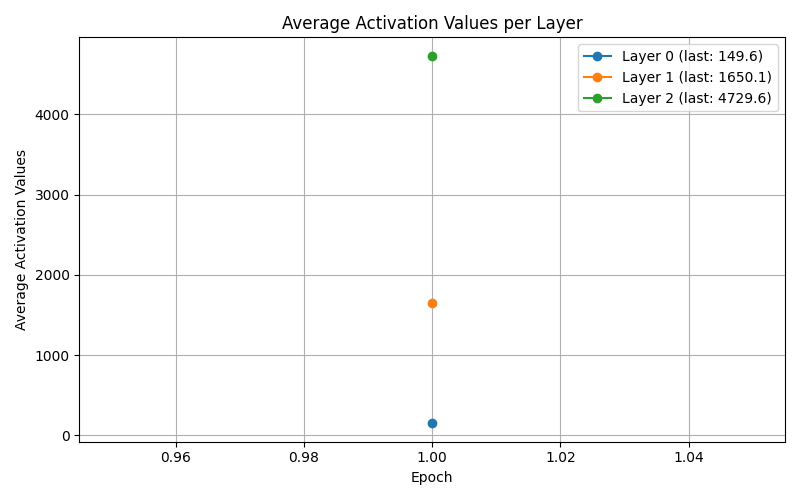 Average Activation Values per Layer
Layer 0 (last: 149.6)
Layer 1 (last: 1650.1)
Layer 2 (last: 4729.6)
Average Activation Values
4000
3000
2000
1000
0
0.96 0.98 1.00 1.02 1.04
Epoch